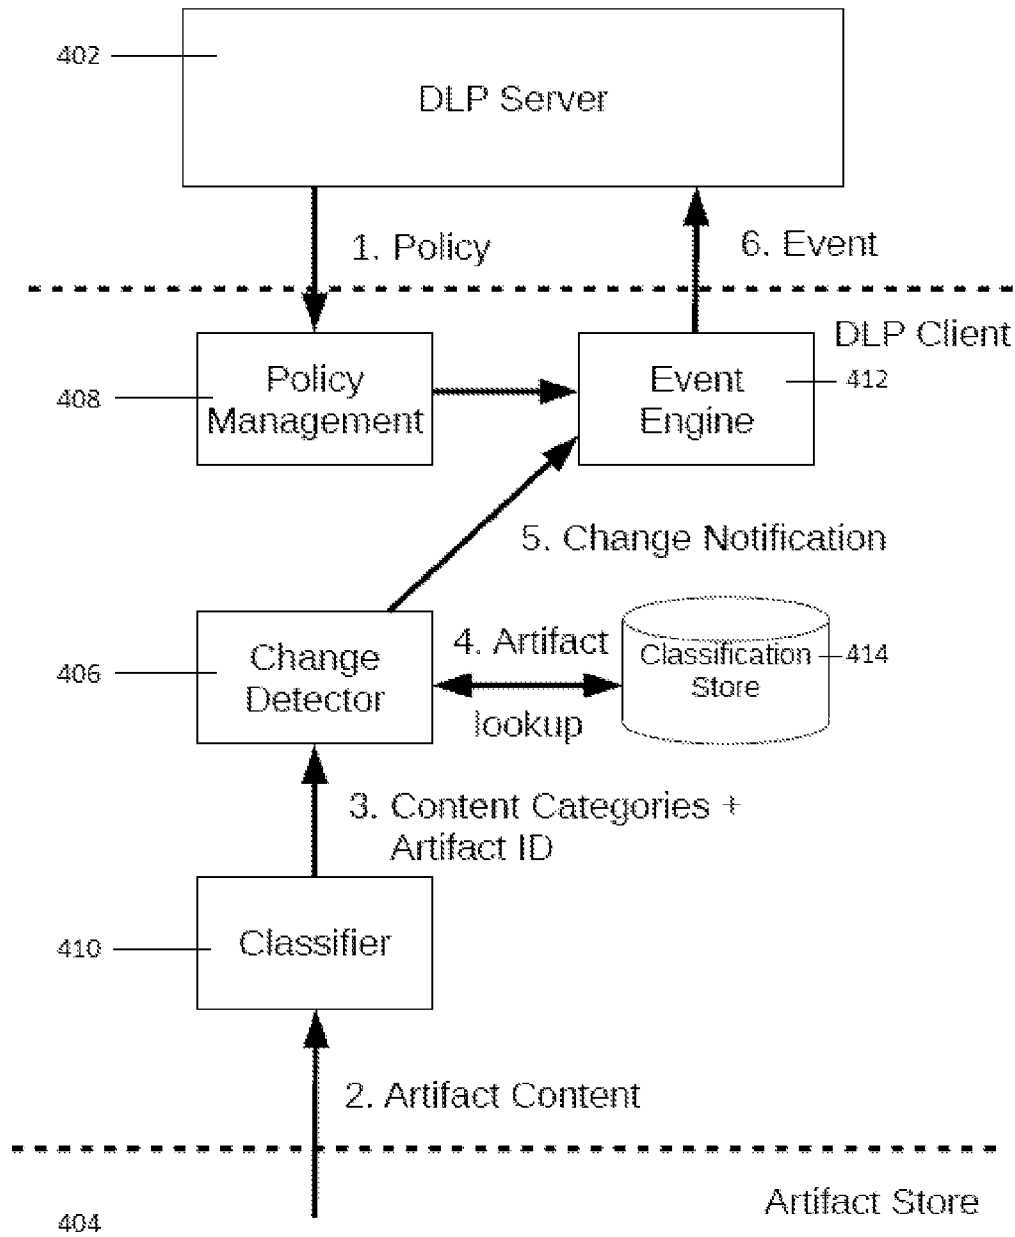 402
DLP Server
1. Policy
6. Event
DLP Client
408
Policy
Management
Event
Engine
412
5. Change Notification
406
Change
Detector
4. Artifact
lookup
Classification
Store
414
3. Content Categories +
Artifact ID
410
Classifier
2. Artifact Content
Artifact Store
404